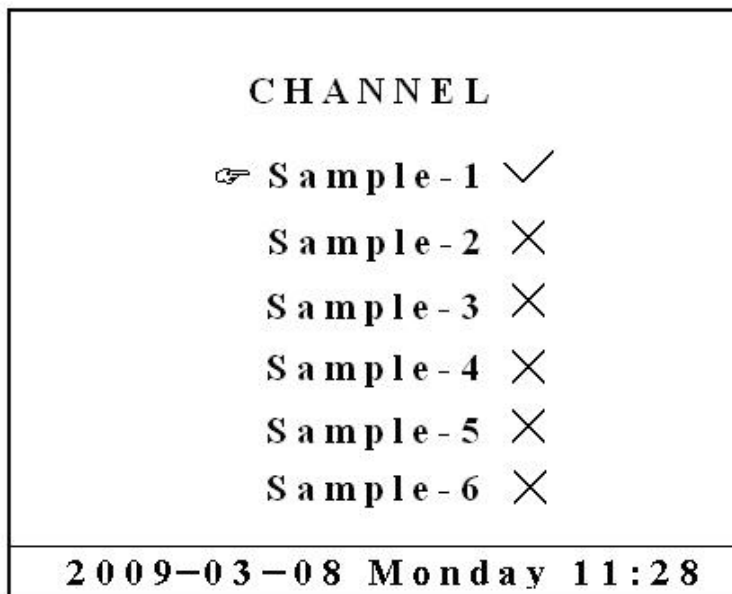 CHANNEL
☞ Sample-1 ✓
Sample-2 ×
Sample-3 ×
Sample-4 ×
Sample-5 ×
Sample-6 ×
2009-03-08 Monday 11:28